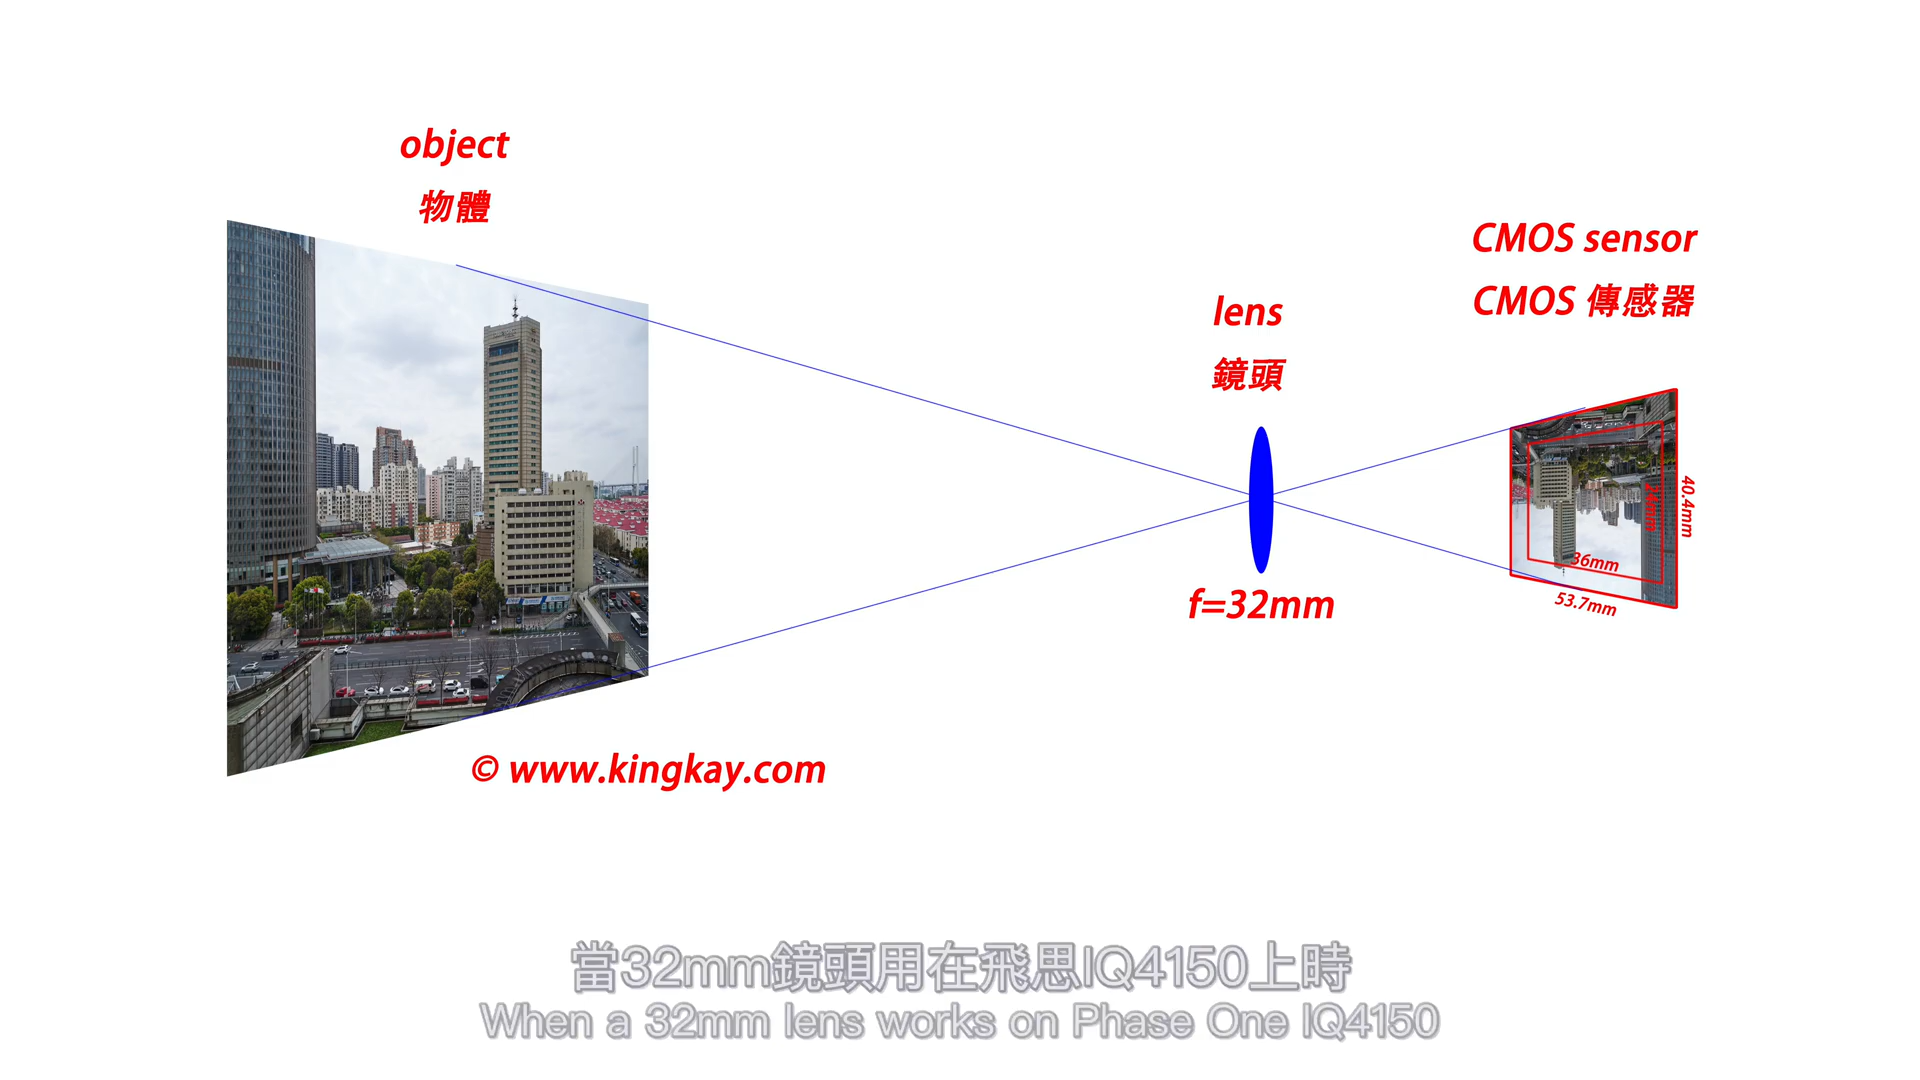 object
物體
CMOS sensor
CMOS 傳感器
lens
鏡頭
40.4mm
24mm
36mm
53.7mm
f=32mm
© www.kingkay.com
當32mm鏡頭用在飛思IQ4150上時
When a 32mm lens works on Phase One IQ4150